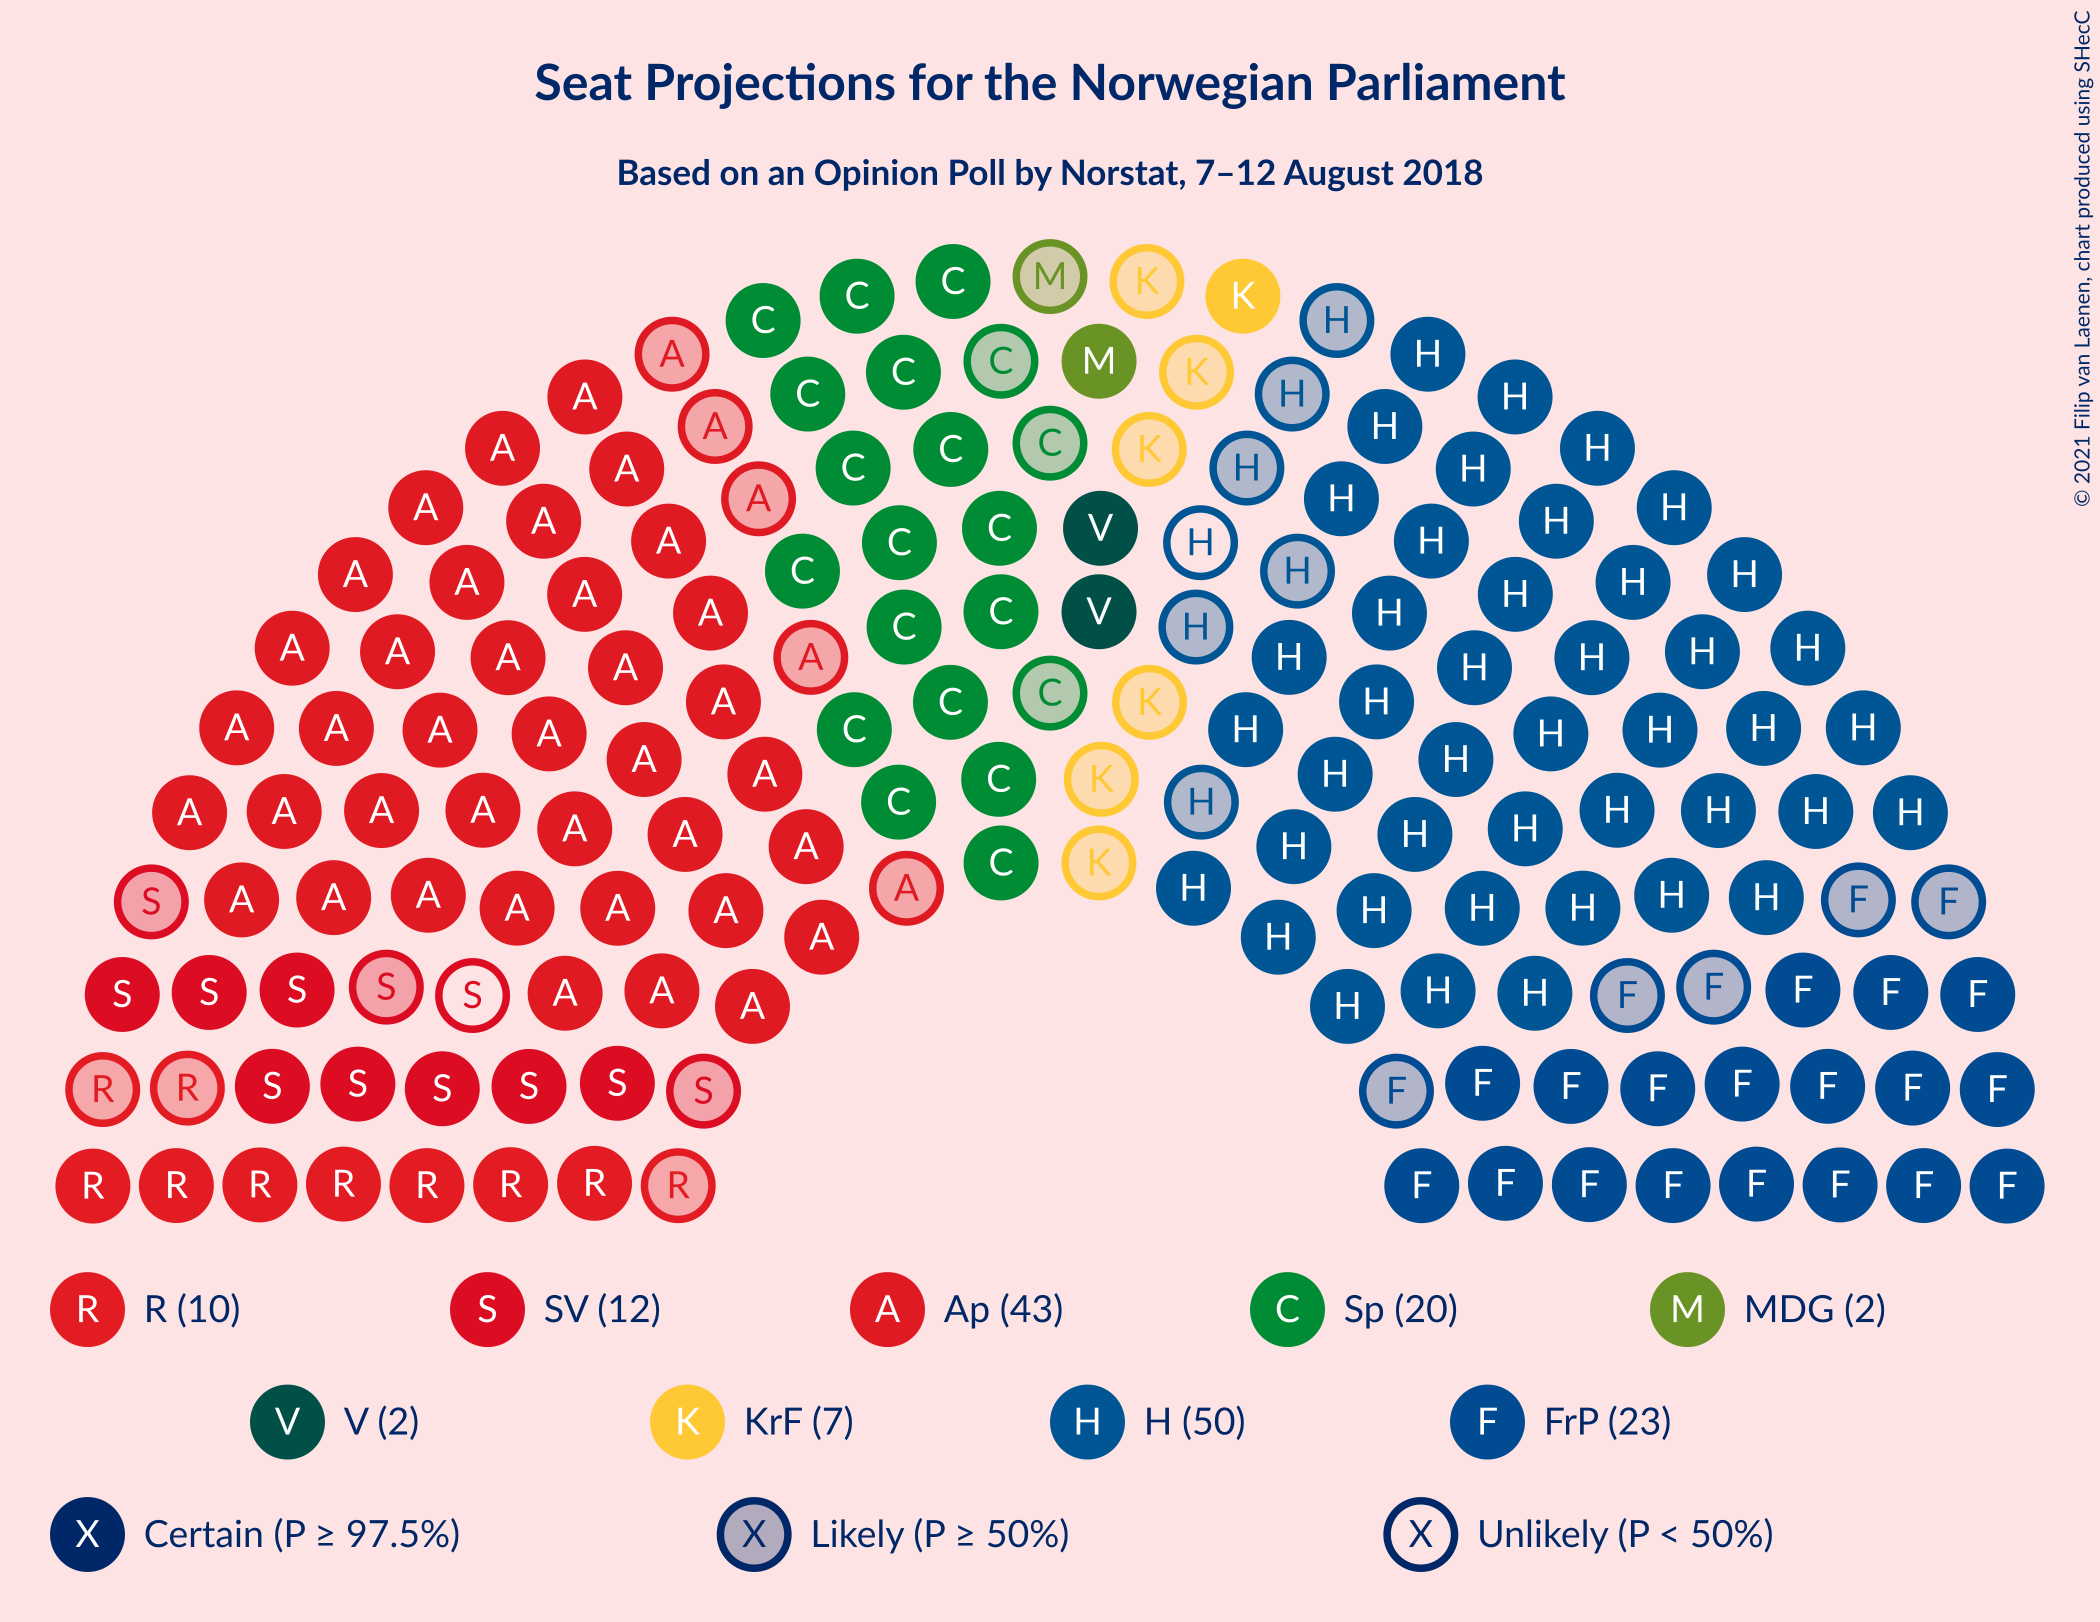 Seat Projections for the Norwegian Parliament
Based on an Opinion Poll by Norstat, 7–12 August 2018
© 2021 Filip van Laenen, chart produced using SHecC
C C C M K K H
A C C C M K H H
A A C C C K H H H
A A A C C V H H H H
A A A A C C V H H H H H
A A A A A C C C K H H H H H
A A A A A A C C K H H H H H H
A A A A A A A A C K H H H H H H H
S A A A A A A A H H H H H H F F
S S S S S A A A H H H F F F F F
R R S S S S S S F F F F F F F F
R R R R R R R R F F F F F F F F
R R (10) S SV (12) A Ap (43) C Sp (20) M MDG (2)
V V (2) K KrF (7) H H (50) F FrP (23)
X Certain (P ≥ 97.5%) X Likely (P ≥ 50%) X Unlikely (P < 50%)